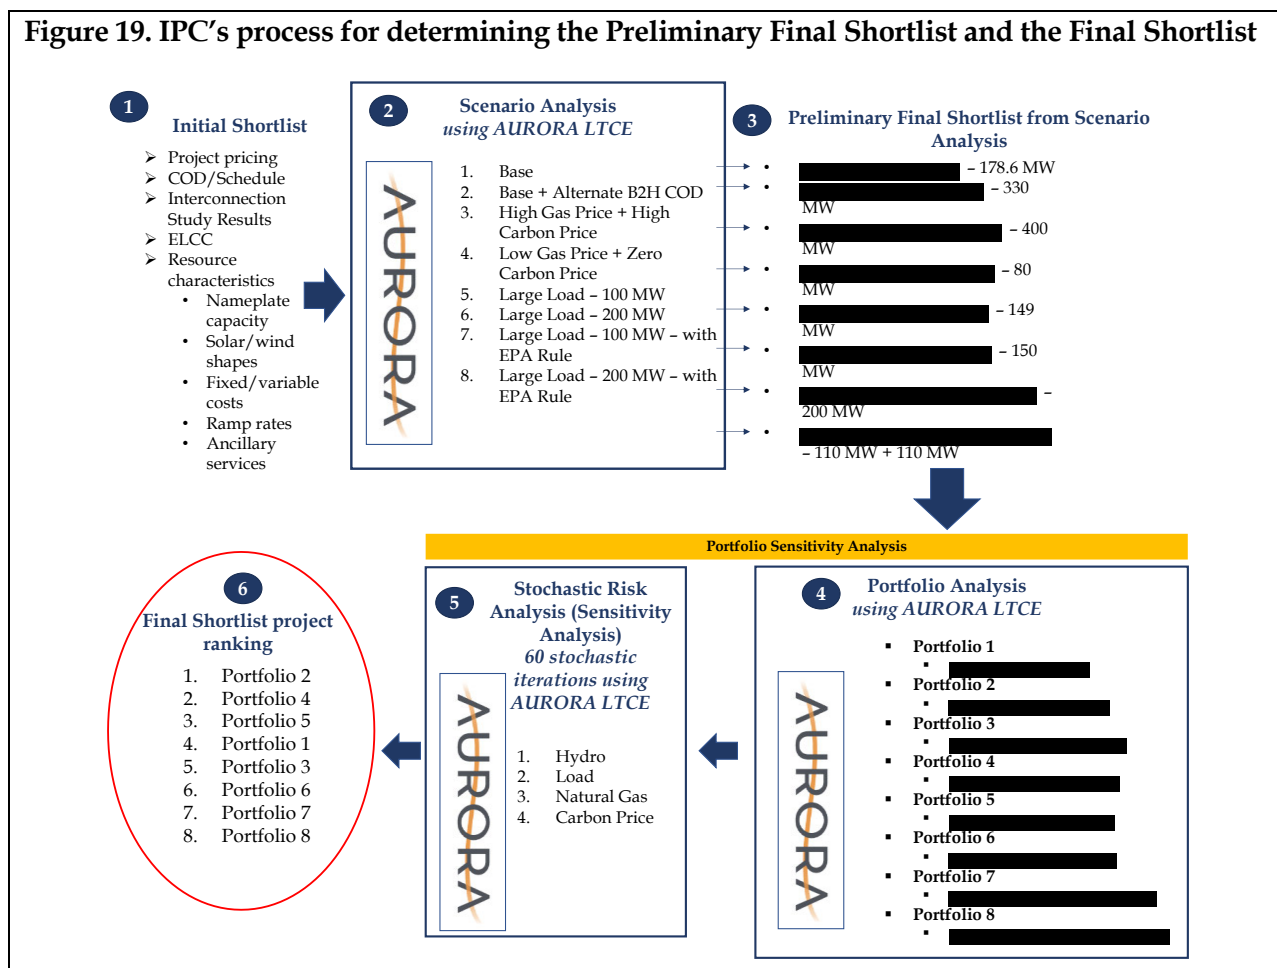 Figure 19. IPC’s process for determining the Preliminary Final Shortlist and the Final Shortlist
1
Initial Shortlist
➢ Project pricing
➢ COD/Schedule
➢ Interconnection
Study Results
➢ ELCC
➢ Resource
characteristics
• Nameplate
capacity
• Solar/wind
shapes
• Fixed/variable
costs
• Ramp rates
• Ancillary
services
2
Scenario Analysis
using AURORA LTCE
AURORA
1. Base
2. Base + Alternate B2H COD
3. High Gas Price + High
Carbon Price
4. Low Gas Price + Zero
Carbon Price
5. Large Load – 100 MW
6. Large Load – 200 MW
7. Large Load – 100 MW – with
EPA Rule
8. Large Load – 200 MW – with
EPA Rule
3
Preliminary Final Shortlist from Scenario
Analysis
• – 178.6 MW
• – 330
MW
• – 400
MW
• – 80
MW
• – 149
MW
• – 150
MW
• –
200 MW
•
– 110 MW + 110 MW
Portfolio Sensitivity Analysis
4
Portfolio Analysis
using AURORA LTCE
AURORA
▪ Portfolio 1
▪
▪ Portfolio 2
▪
▪ Portfolio 3
▪
▪ Portfolio 4
▪
▪ Portfolio 5
▪
▪ Portfolio 6
▪
▪ Portfolio 7
▪
▪ Portfolio 8
▪
5
Stochastic Risk
Analysis (Sensitivity
Analysis)
60 stochastic
iterations using
AURORA LTCE
AURORA
1. Hydro
2. Load
3. Natural Gas
4. Carbon Price
6
Final Shortlist project
ranking
1. Portfolio 2
2. Portfolio 4
3. Portfolio 5
4. Portfolio 1
5. Portfolio 3
6. Portfolio 6
7. Portfolio 7
8. Portfolio 8